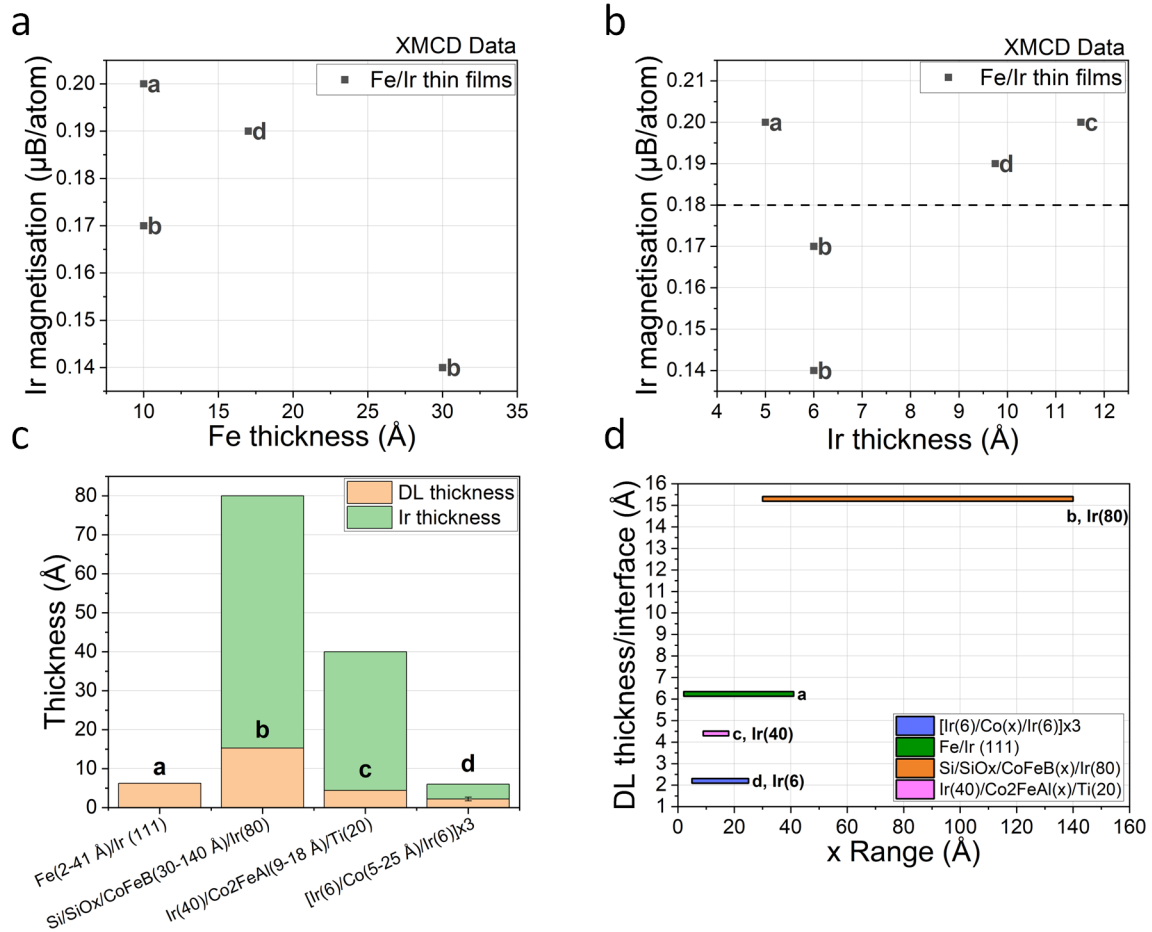 a
XMCD Data
Fe/Ir thin films
Ir magnetisation (µB/atom)
0.20
0.19
0.18
0.17
0.16
0.15
0.14
a
d
b
b
10
15
20
25
30
35
Fe thickness (Å)
b
XMCD Data
Fe/Ir thin films
Ir magnetisation (µB/atom)
0.21
0.20
0.19
0.18
0.17
0.16
0.15
0.14
a
c
d
b
b
4
5
6
7
8
9
10
11
12
Ir thickness (Å)
c
DL thickness
Ir thickness
Thickness (Å)
80
70
60
50
40
30
20
10
0
a
b
c
d
Fe(2-41 Å)/Ir (111)
Si/SiOx/CoFeB(30-140 Å)/Ir(80)
Ir(40)/Co2FeAl(9-18 Å)/Ti(20)
[Ir(6)/Co(5-25 Å)/Ir(6)]x3
d
DL thickness/interface (Å)
16
15
14
13
12
11
10
9
8
7
6
5
4
3
2
1
b, Ir(80)
a
c, Ir(40)
d, Ir(6)
[Ir(6)/Co(x)/Ir(6)]x3
Fe/Ir (111)
Si/SiOx/CoFeB(x)/Ir(80)
Ir(40)/Co2FeAl(x)/Ti(20)
0
20
40
60
80
100
120
140
160
x Range (Å)